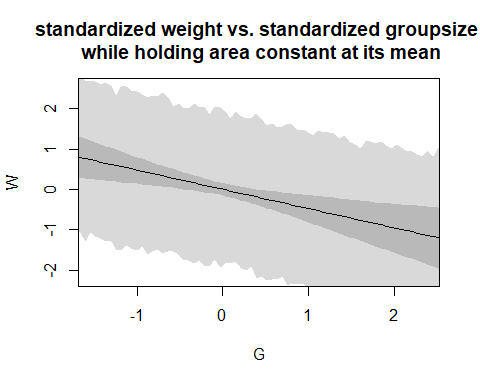 standardized weight vs. standardized groupsize
while holding area constant at its mean
2
1
0
-1
-2
W
-1
0
1
2
G